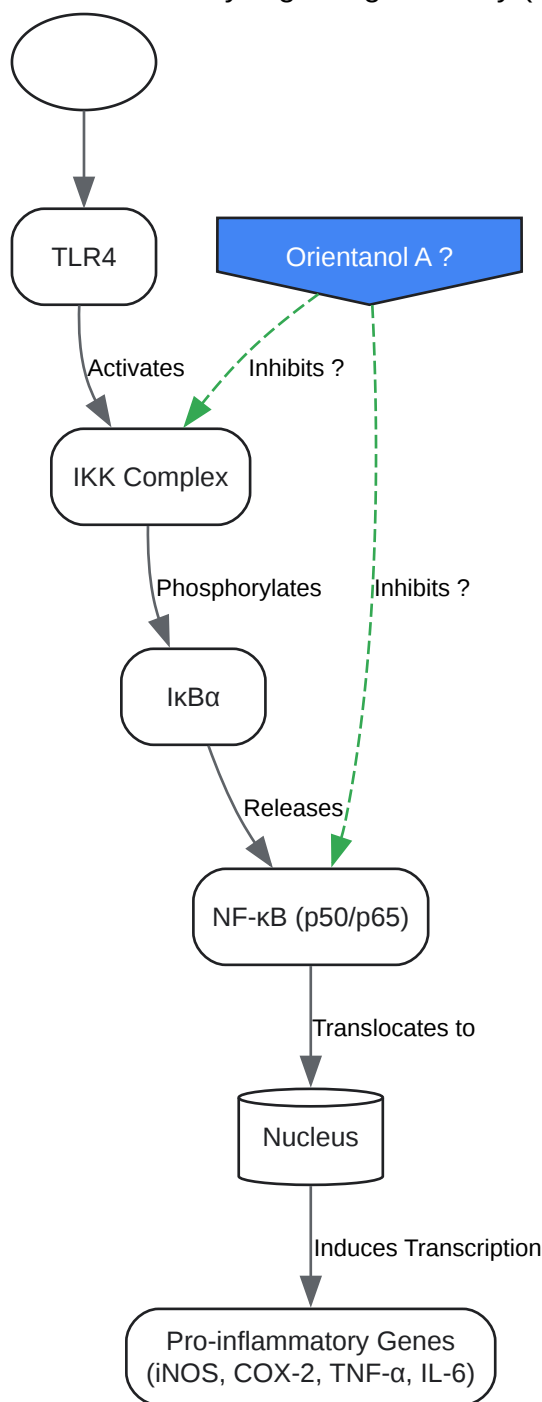 TLR4
Orientanol A ?
Activates
Inhibits ?
IKK Complex
Phosphorylates
Inhibits ?
IκBα
Releases
NF-κB (p50/p65)
Translocates to
Nucleus
Induces Transcription
Pro-inflammatory Genes
(iNOS, COX-2, TNF-α, IL-6)